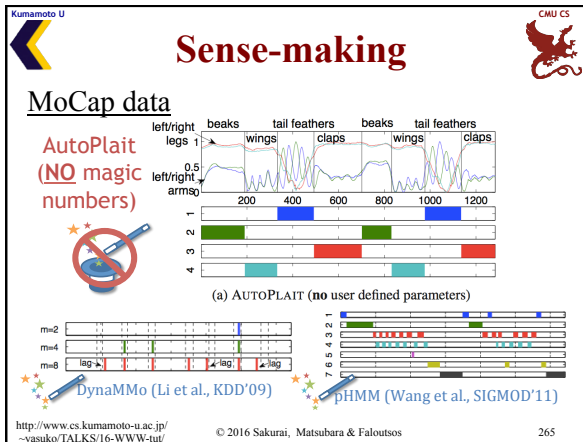 Kumamoto U
CMU CS
Sense-making
MoCap data
AutoPlait
(NO magic
numbers)
beaks tail feathers beaks tail feathers
wings claps wings claps
left/right
legs
left/right
arms
1
0.5
0
200 400 600 800 1000 1200
1
2
3
4
(a) AUTOPLAIT (no user defined parameters)
m=2
m=4
m=8
lag lag lag
DynaMMo (Li et al., KDD'09)
1
2
3
4
5
6
7
pHMM (Wang et al., SIGMOD'11)
http://www.cs.kumamoto-u.ac.jp/
~yasuko/TALKS/16-WWW-tut/
© 2016 Sakurai, Matsubara & Faloutsos
265